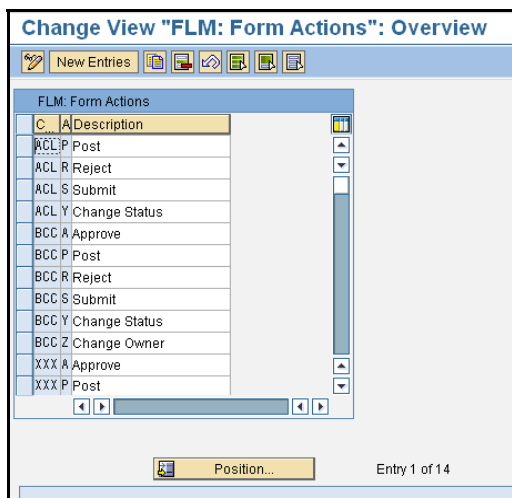 Change View "FLM: Form Actions": Overview
New Entries
FLM: Form Actions
C... A Description
ACL P Post
ACL R Reject
ACL S Submit
ACL Y Change Status
BCC A Approve
BCC P Post
BCC R Reject
BCC S Submit
BCC Y Change Status
BCC Z Change Owner
XXX A Approve
XXX P Post
Position... Entry 1 of 14